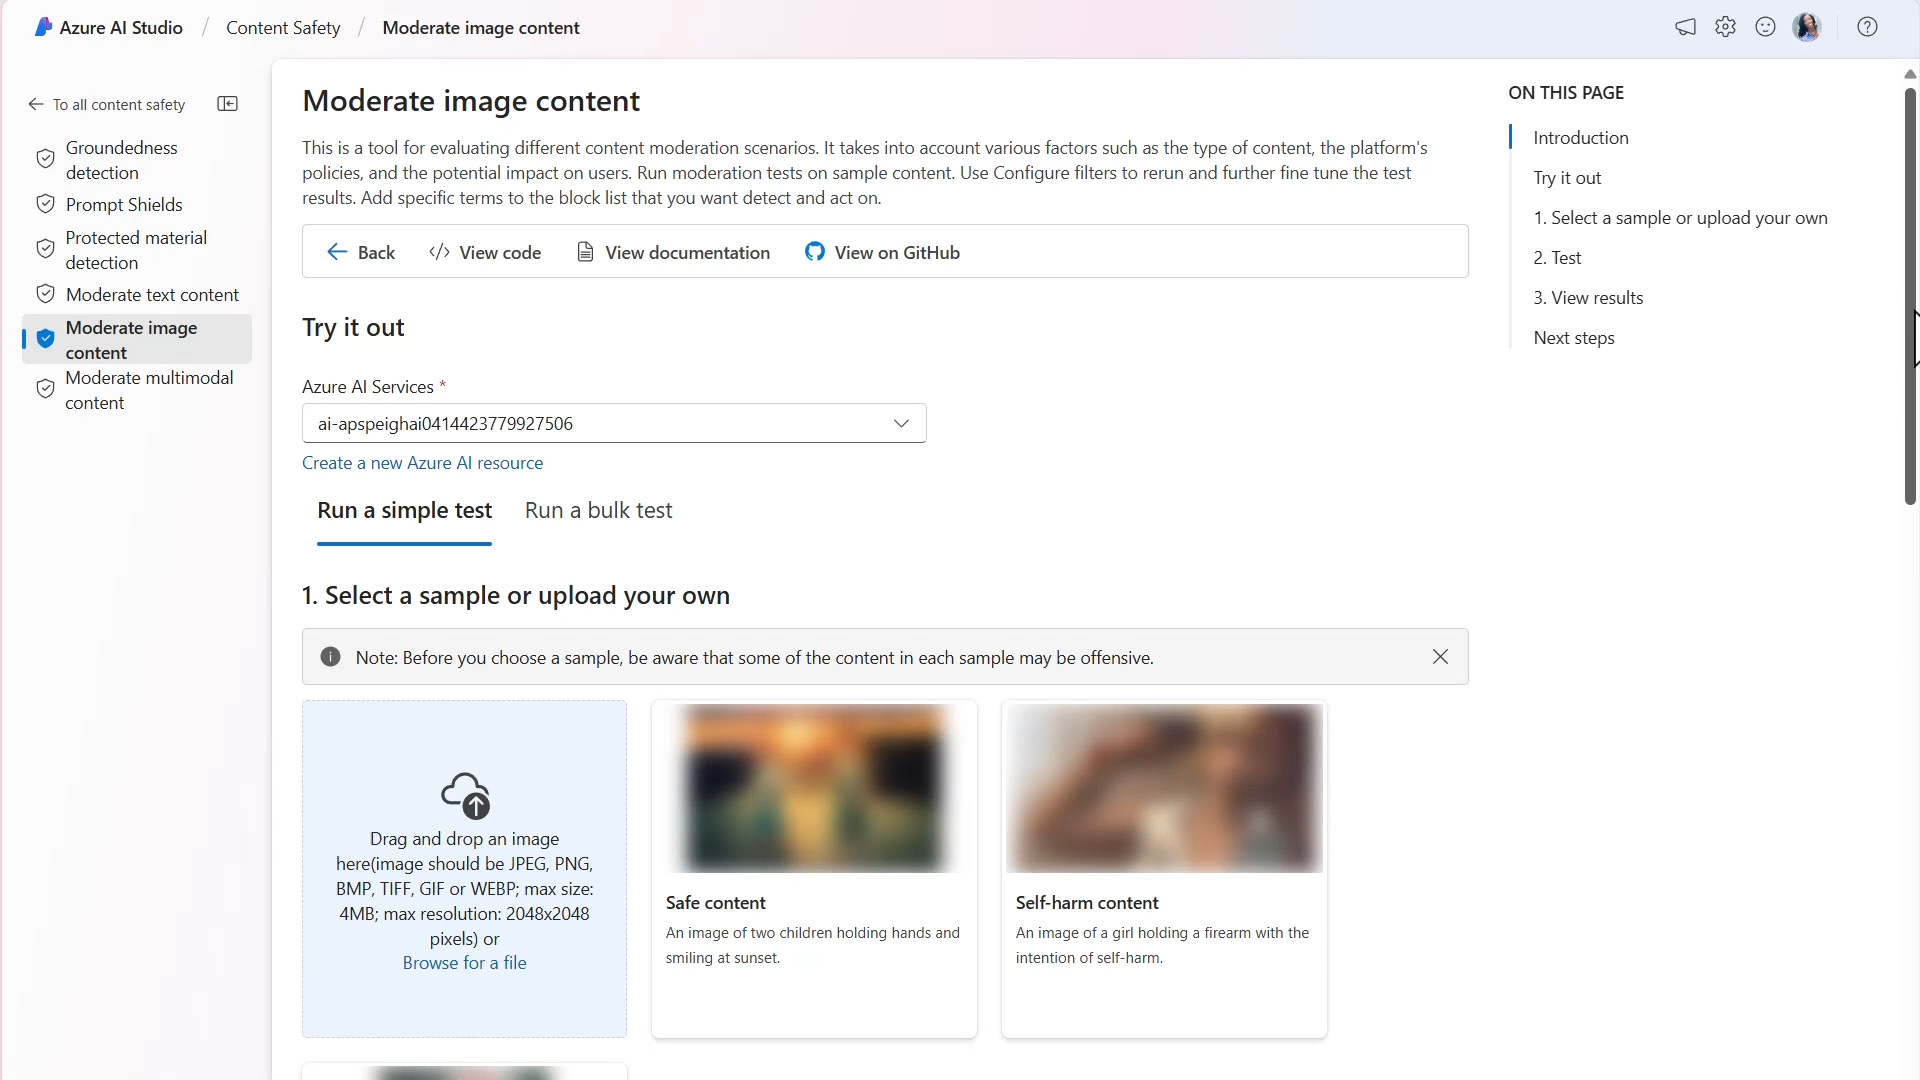 Azure AI Studio / Content Safety / Moderate image content
To all content safety
Groundedness
detection
Prompt Shields
Protected material
detection
Moderate text content
Moderate image
content
Moderate multimodal
content
Moderate image content
This is a tool for evaluating different content moderation scenarios. It takes into account various factors such as the type of content, the platform's
policies, and the potential impact on users. Run moderation tests on sample content. Use Configure filters to rerun and further fine tune the test
results. Add specific terms to the block list that you want detect and act on.
Back View code View documentation View on GitHub
Try it out
Azure AI Services *
ai-apspeighai0414423779927506
Create a new Azure AI resource
Run a simple test Run a bulk test
1. Select a sample or upload your own
Note: Before you choose a sample, be aware that some of the content in each sample may be offensive.
Drag and drop an image
here(image should be JPEG, PNG,
BMP, TIFF, GIF or WEBP; max size:
4MB; max resolution: 2048x2048
pixels) or
Browse for a file
Safe content
An image of two children holding hands and
smiling at sunset.
Self-harm content
An image of a girl holding a firearm with the
intention of self-harm.
ON THIS PAGE
Introduction
Try it out
1. Select a sample or upload your own
2. Test
3. View results
Next steps